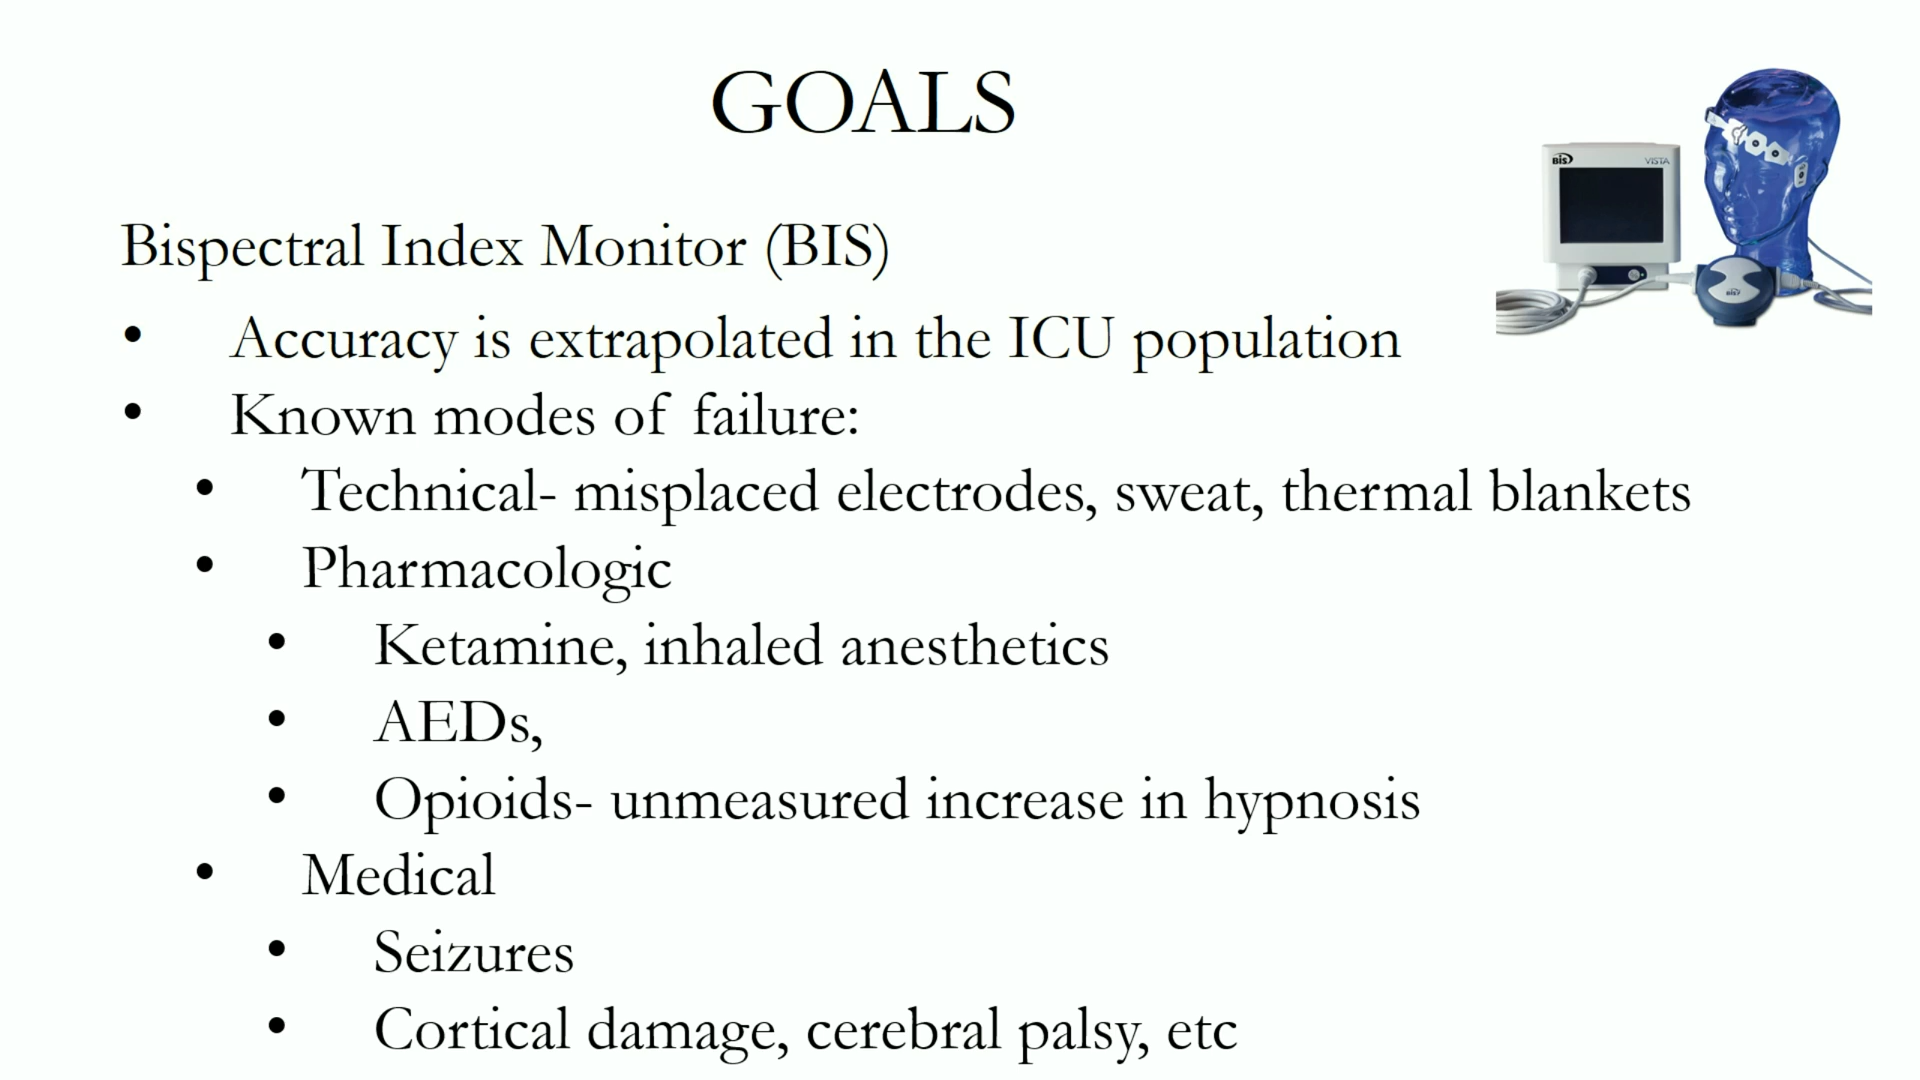 GOALS
BIS
VISTA
Bispectral Index Monitor (BIS)
• Accuracy is extrapolated in the ICU population
• Known modes of failure:
• Technical- misplaced electrodes, sweat, thermal blankets
• Pharmacologic
• Ketamine, inhaled anesthetics
• AEDs,
• Opioids- unmeasured increase in hypnosis
• Medical
• Seizures
• Cortical damage, cerebral palsy, etc